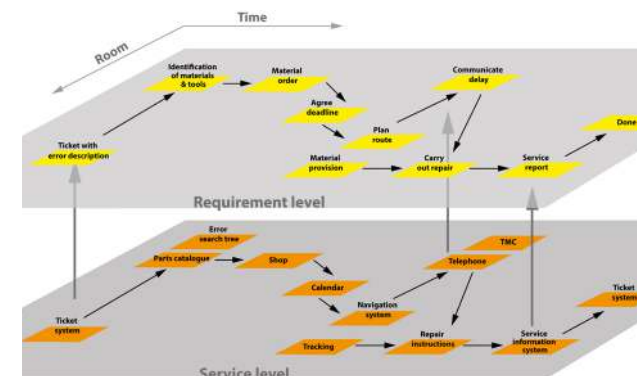 Time
Room
Identification
of materials
& tools
Material
order
Communicate
delay
Agree
deadline
Plan
route
Done
Ticket with
error description
Material
provision
Carry
out repair
Service
report
Requirement level
Error
search tree
Parts catalogue
Shop
TMC
Telephone
Calendar
Navigation
system
Ticket
system
Ticket
system
Tracking
Repair
instructions
Service
information
system
Service level